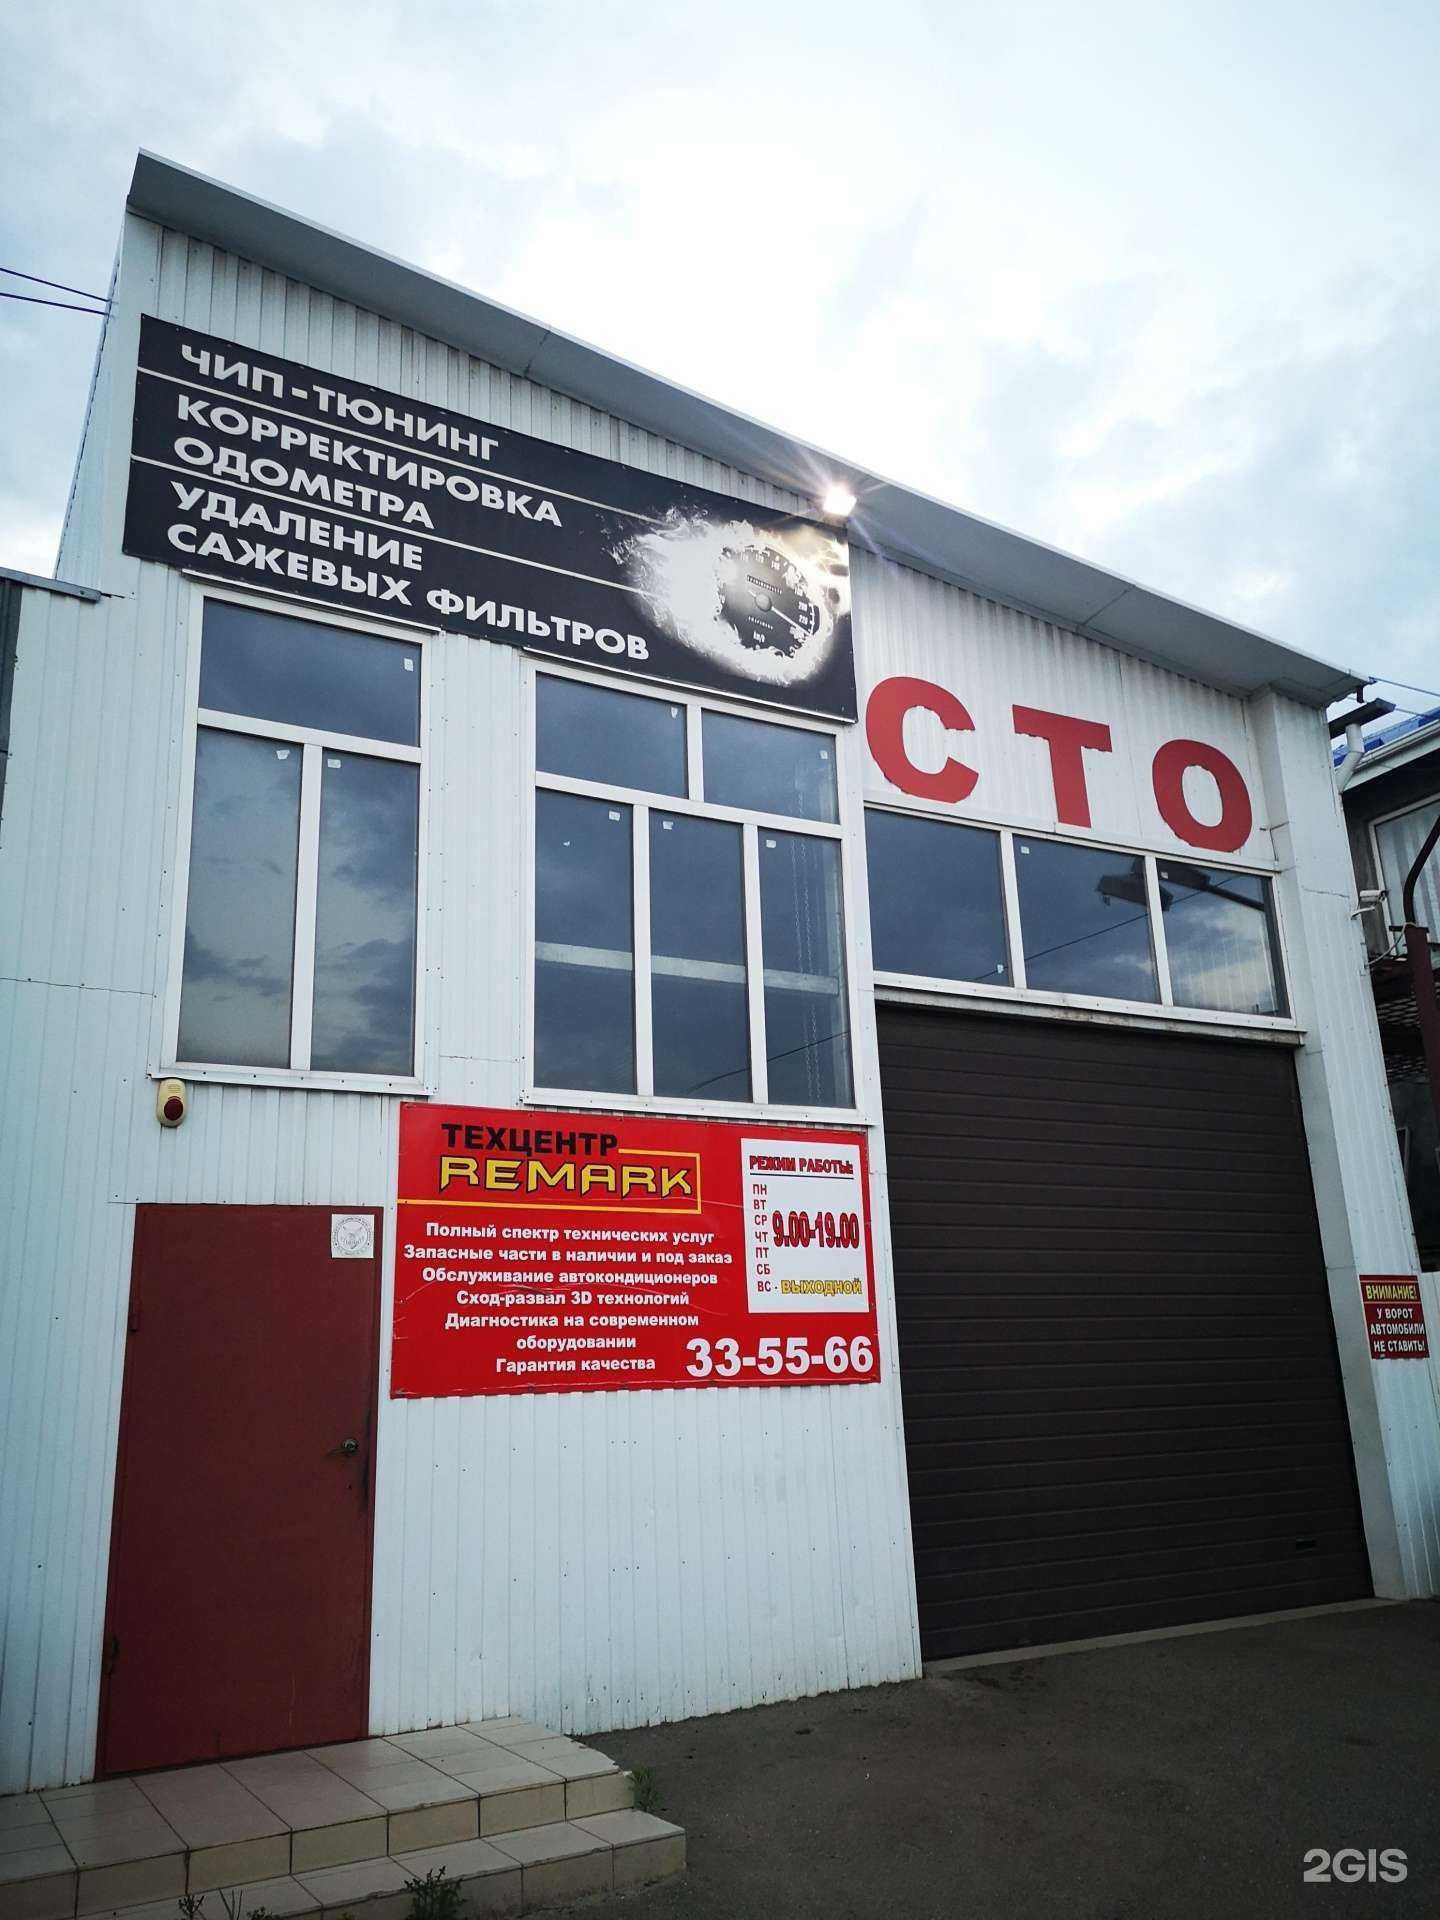 ЧИП-ТЮНИНГ
КОРРЕКТИРОВКА
ОДОМЕТРА
УДАЛЕНИЕ
САЖЕВЫХ ФИЛЬТРОВ
km/h
СТО
ТЕХЦЕНТР
REMARK
Полный спектр технических услуг
Запасные части в наличии и под заказ
Обслуживание автокондиционеров
Сход-развал 3D технологий
Диагностика на современном
оборудовании
Гарантия качества
33-55-66
РЕЖИМ РАБОТЫ:
ПН
ВТ
СР
ЧТ
ПТ
СБ
9.00-19.00
ВС - ВЫХОДНОЙ
ВНИМАНИЕ!
У ВОРОТ
АВТОМОБИЛИ
НЕ СТАВИТЬ!
2GIS